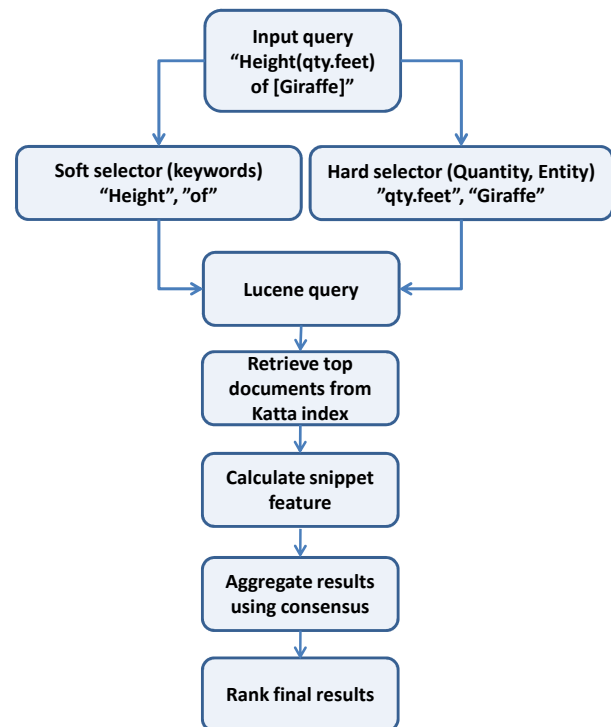 Input query
“Height(qty.feet)
of [Giraffe]”
Soft selector (keywords)
“Height”, ”of”
Hard selector (Quantity, Entity)
”qty.feet”, “Giraffe”
Lucene query
Retrieve top
documents from
Katta index
Calculate snippet
feature
Aggregate results
using consensus
Rank final results